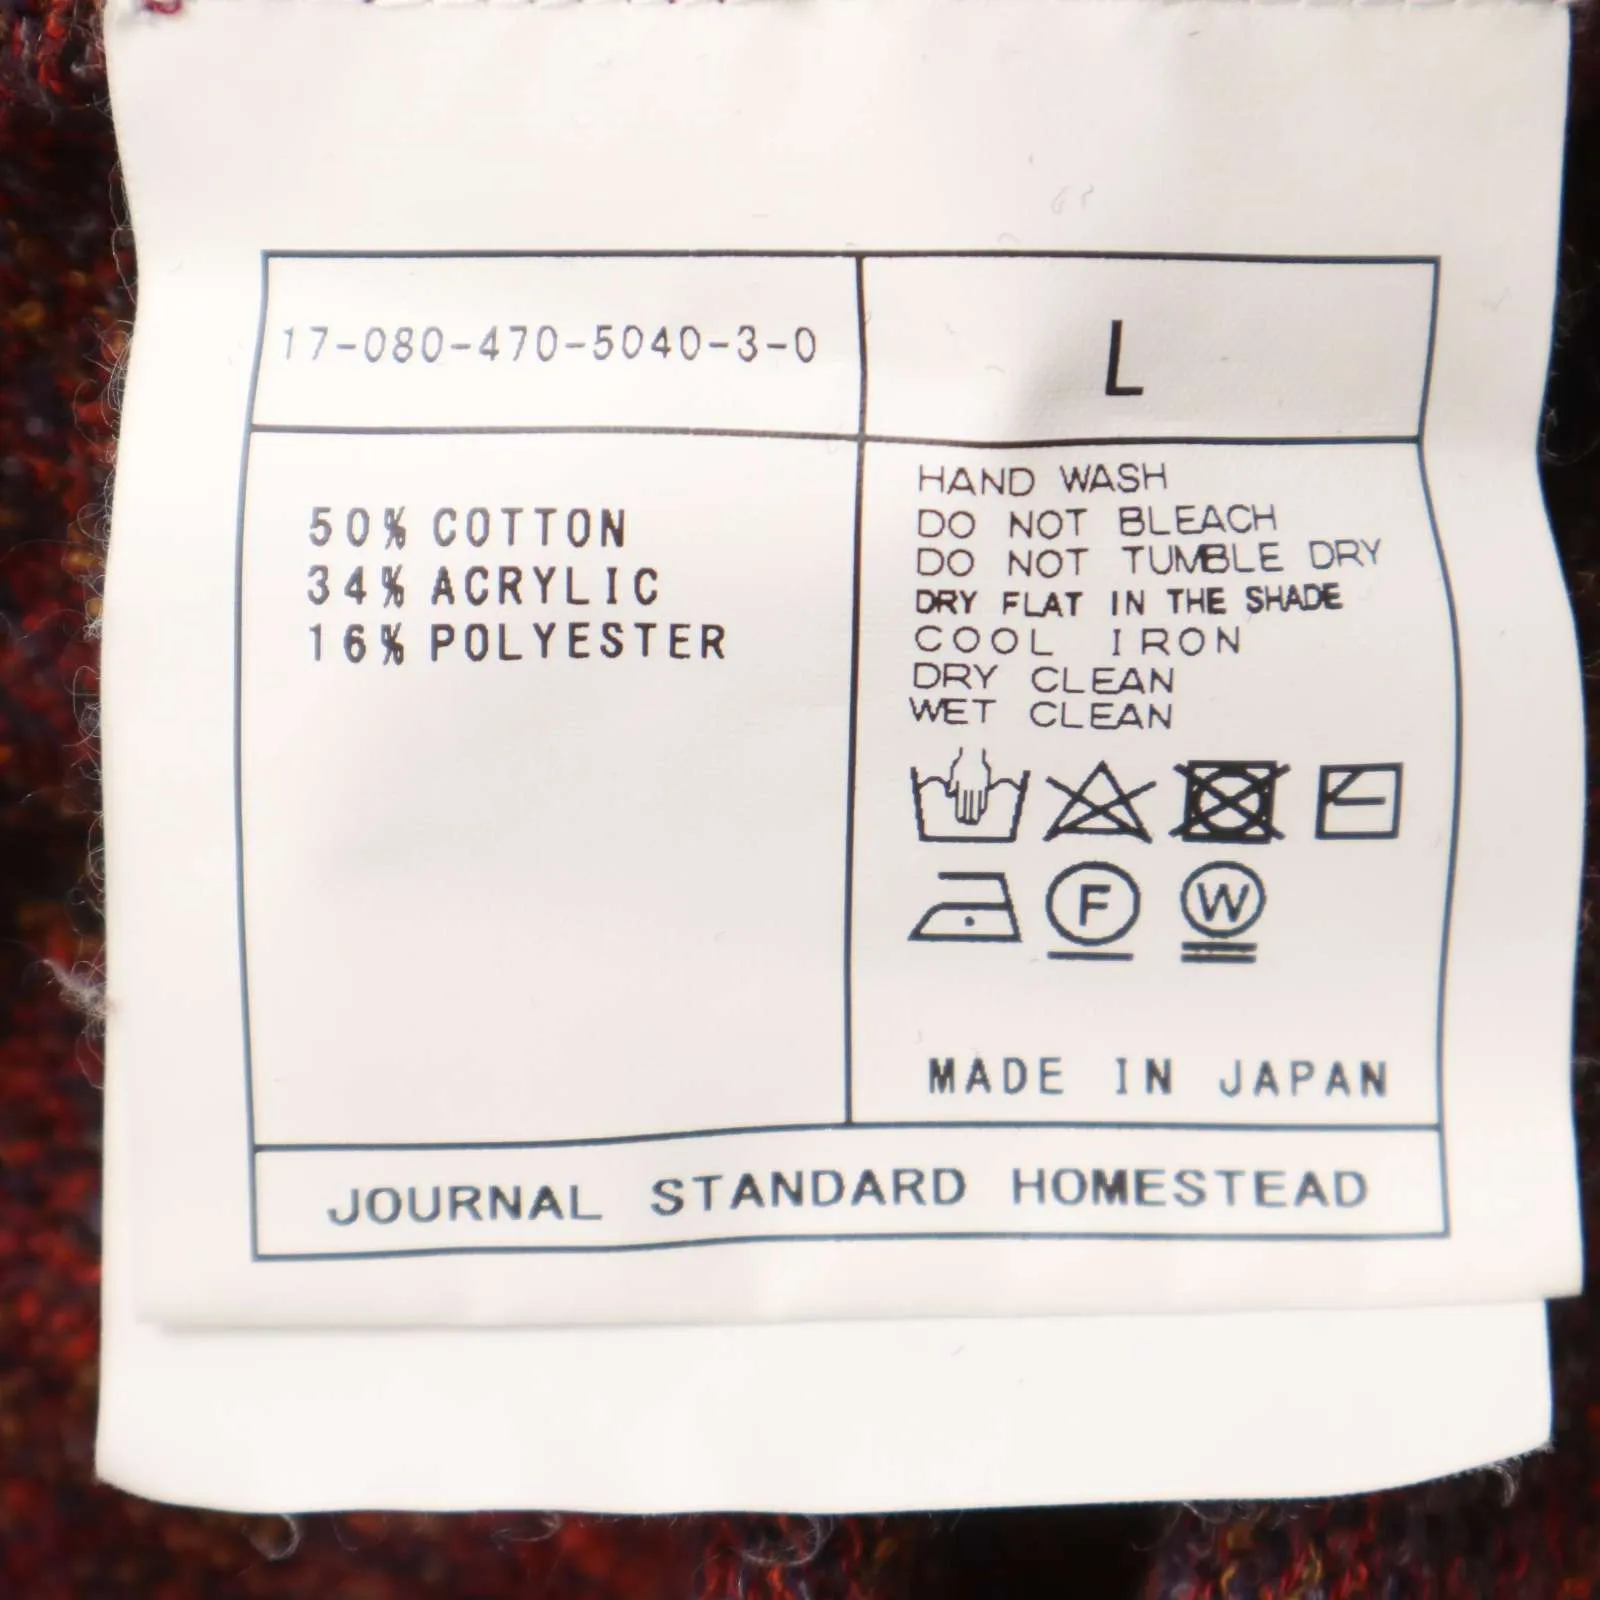 17-080-470-5040-3-0
L
50% COTTON
34% ACRYLIC
16% POLYESTER
HAND WASH
DO NOT BLEACH
DO NOT TUMBLE DRY
DRY FLAT IN THE SHADE
COOL IRON
DRY CLEAN
WET CLEAN
F
W
MADE IN JAPAN
JOURNAL STANDARD HOMESTEAD